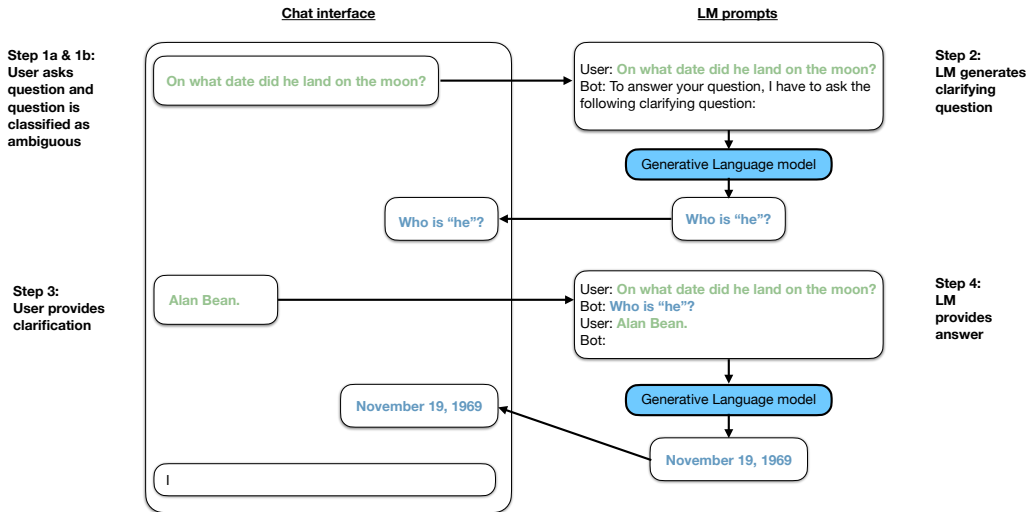 Chat interface
LM prompts
Step 1a & 1b:
User asks
question and
question is
classified as
ambiguous
On what date did he land on the moon?
User: On what date did he land on the moon?
Bot: To answer your question, I have to ask the
following clarifying question:
Step 2:
LM generates
clarifying
question
Generative Language model
Who is “he”?
Who is “he”?
Step 3:
User provides
clarification
Alan Bean.
User: On what date did he land on the moon?
Bot: Who is “he”?
User: Alan Bean.
Bot:
Step 4:
LM
provides
answer
Generative Language model
November 19, 1969
November 19, 1969
I